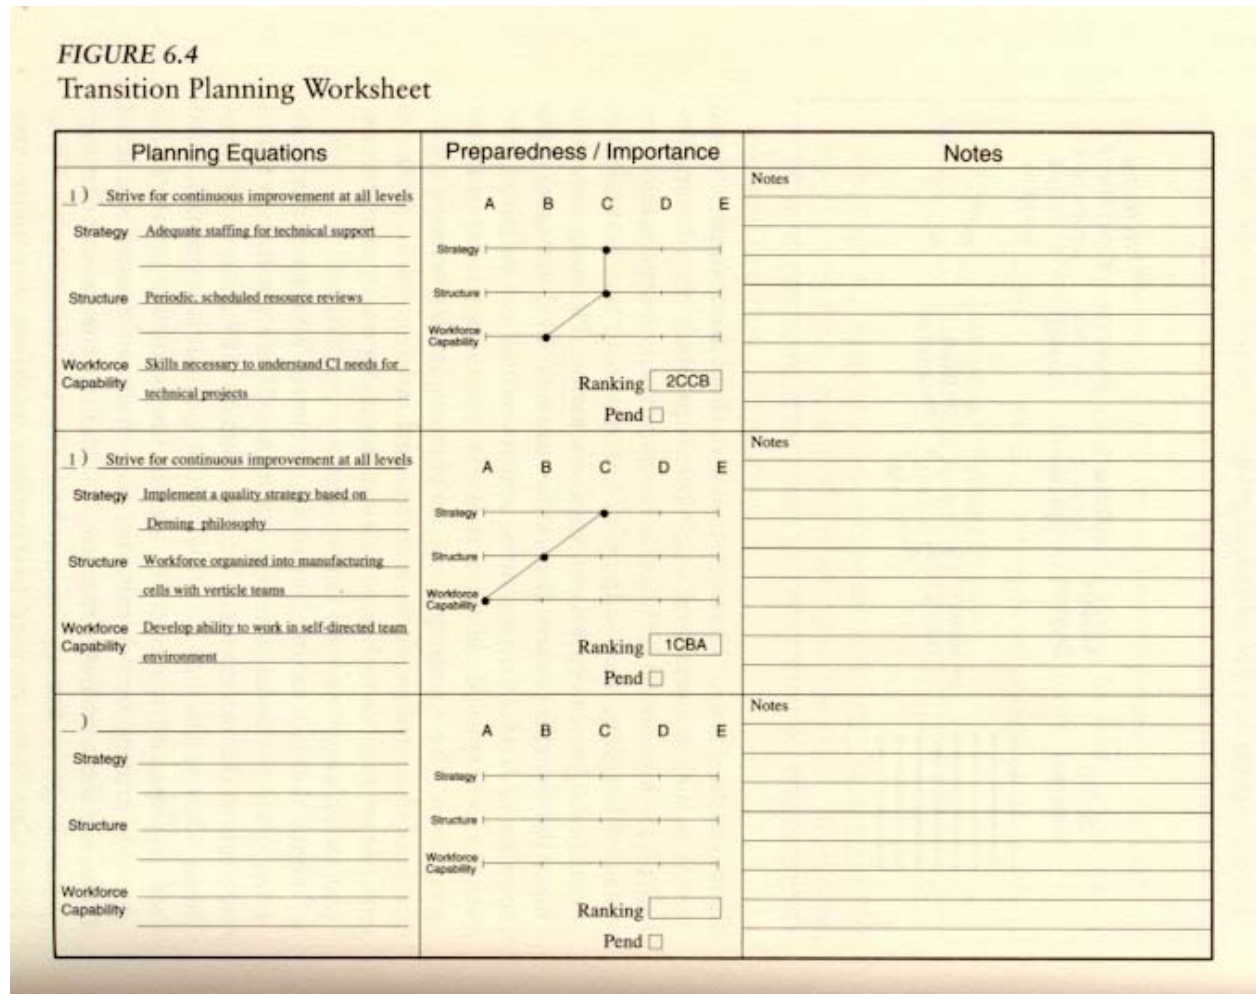 FIGURE 6.4
Transition Planning Worksheet
Planning Equations
Preparedness / Importance
Notes
1 ) Strive for continuous improvement at all levels
Strategy Adequate staffing for technical support
Structure Periodic, scheduled resource reviews
Workforce Skills necessary to understand CI needs for
Capability technical projects
A B C D E
Strategy
Structure
Workforce
Capability
Ranking 2CCB
Pend
Notes
1 ) Strive for continuous improvement at all levels
Strategy Implement a quality strategy based on
Deming philosophy
Structure Workforce organized into manufacturing
cells with verticle teams
Workforce Develop ability to work in self-directed team
Capability environment
A B C D E
Strategy
Structure
Workforce
Capability
Ranking 1CBA
Pend
Notes
)
Strategy
Structure
Workforce
Capability
A B C D E
Strategy
Structure
Workforce
Capability
Ranking
Pend
Notes